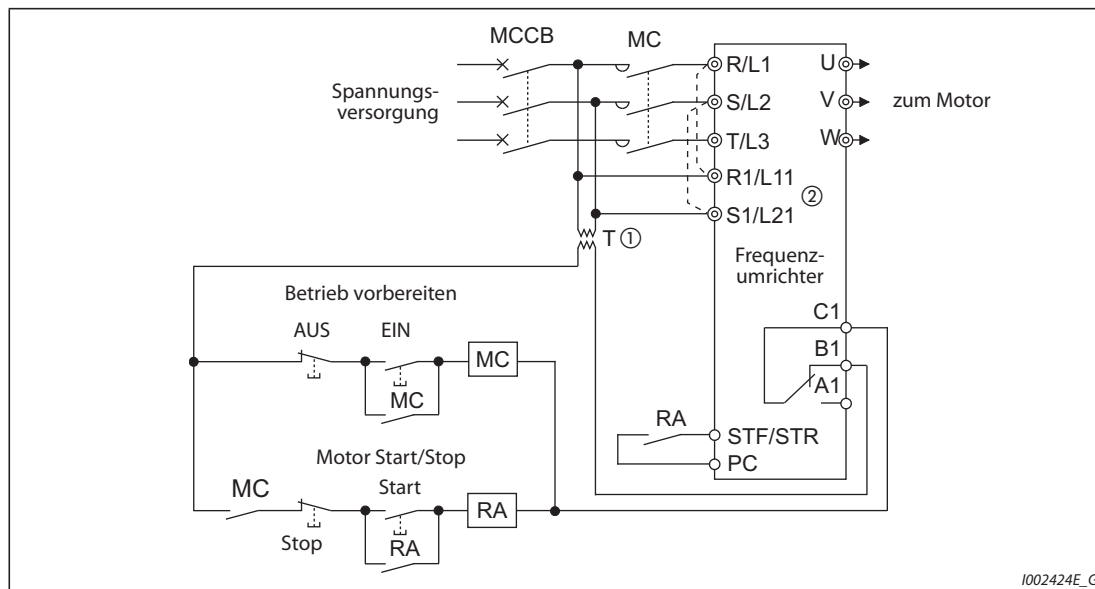 MCCB
MC
Spannungs-
versorgung
R/L1
S/L2
T/L3
R1/L11
S1/L21
②
U
V
W
zum Motor
T ①
Frequenz-
umrichter
Betrieb vorbereiten
AUS
EIN
MC
MC
C1
B1
A1
RA
STF/STR
PC
Motor Start/Stop
MC
Start
RA
Stop
RA
I002424E_G